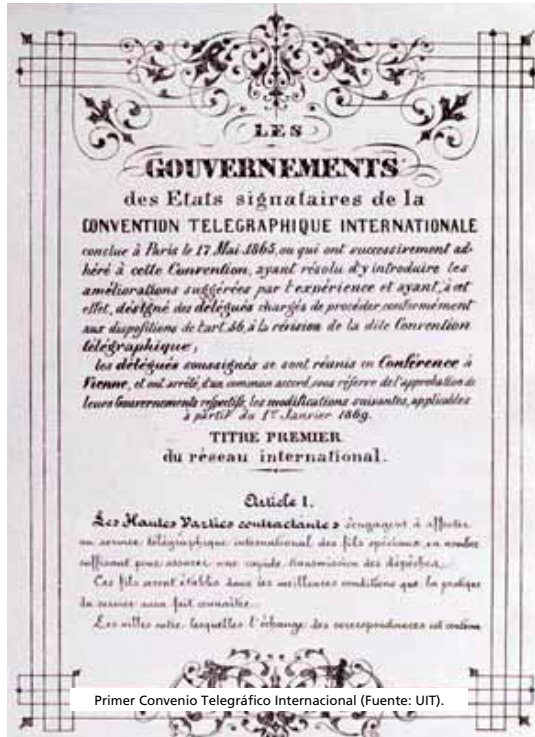 LES
GOUVERNEMENTS
des Etats signataires de la
CONVENTION TELEGRAPHIQUE INTERNATIONALE
conclue à Paris le 17 Mai 1865, ou qui ont successivement ad-
héré à cette Convention, ayant résolu d'y introduire les
améliorations suggérées par l'expérience et ayant, à cet
effet, désigné des délégués chargés de procéder, conformément
aux dispositions de l'art. 56, à la révision de la dite Convention
télégraphique,
les délégués soussignés se sont réunis en Conférence à
Vienne, et ont arrêté, d'un commun accord, sous réserve de l'approbation de
leurs Gouvernements respectifs, les modifications suivantes, applicables
à partir du 1er Janvier 1869.
TITRE PREMIER
du réseau international.
Article 1.
Les Hautes Parties contractantes s'engagent à affecter
au service télégraphique international des fils spéciaux, en nombre
suffisant pour assurer une rapide transmission des dépêches.
Ces fils seront établis dans les meilleures conditions que la pratique
du service aura fait connaître.
Les villes entre lesquelles l'échange des correspondances est continu
Primer Convenio Telegráfico Internacional (Fuente: UIT).